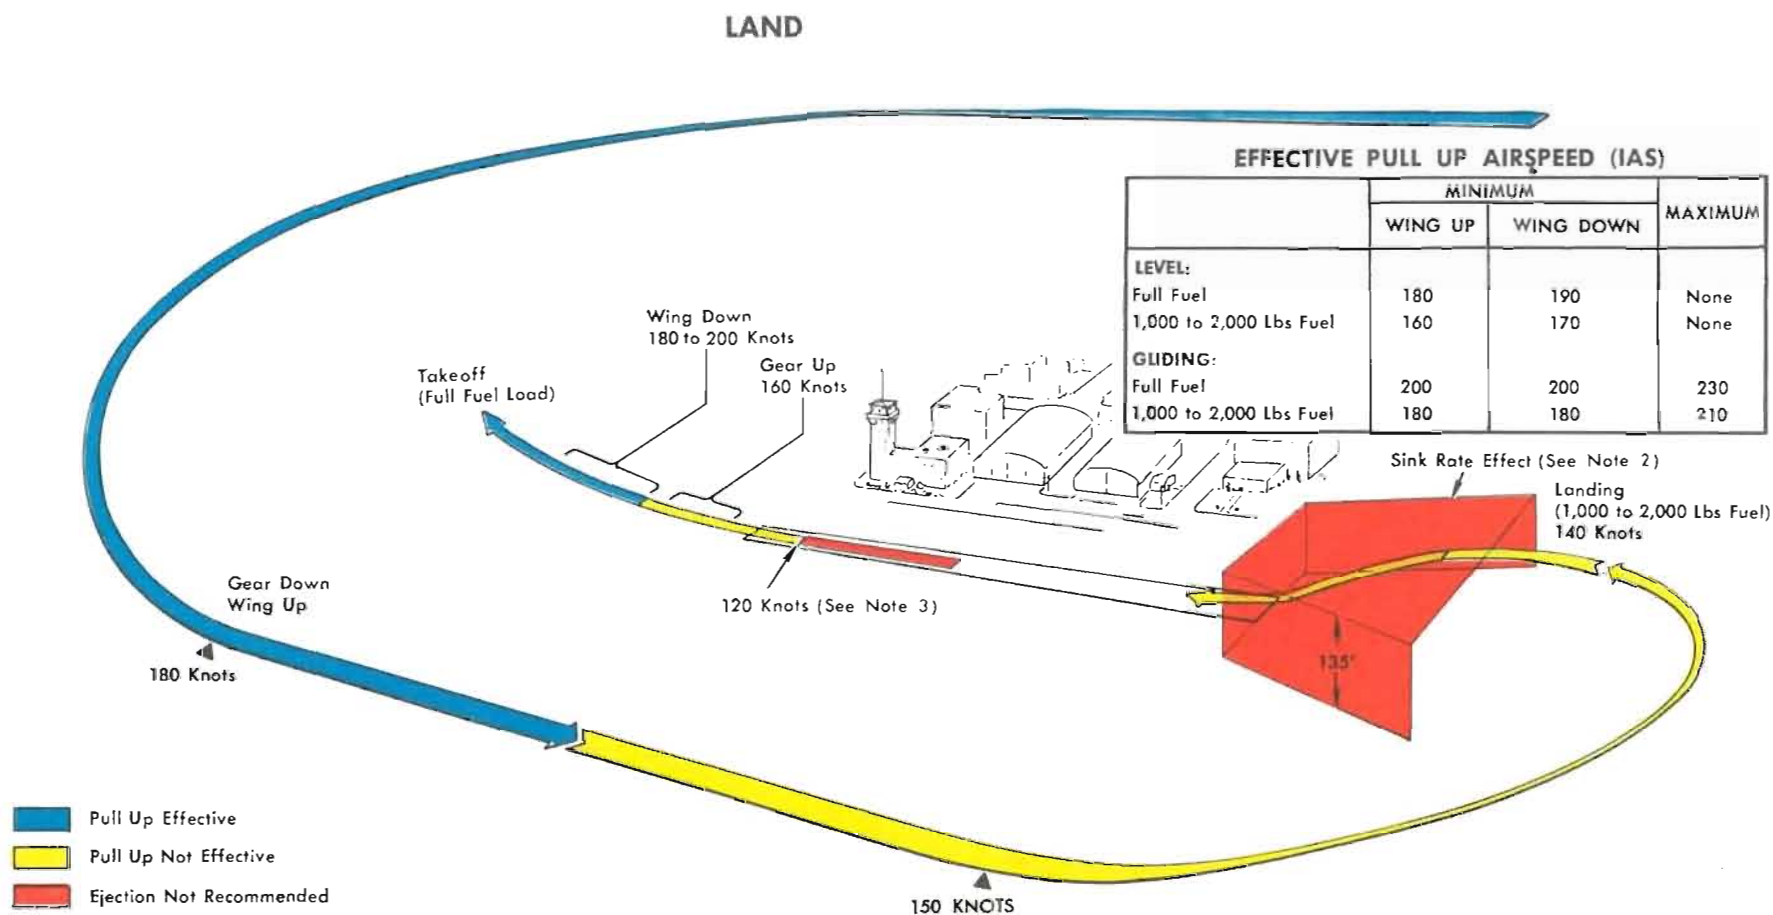 LAND
EFFECTIVE PULL UP AIRSPEED (IAS)
MINIMUM
MAXIMUM
WING UP
WING DOWN
LEVEL:
Full Fuel 180 190 None
1,000 to 2,000 Lbs Fuel 160 170 None
GLIDING:
Full Fuel 200 200 230
1,000 to 2,000 Lbs Fuel 180 180 210
Wing Down
180 to 200 Knots
Gear Up
160 Knots
Takeoff
(Full Fuel Load)
Sink Rate Effect (See Note 2)
Landing
(1,000 to 2,000 Lbs Fuel)
140 Knots
Gear Down
Wing Up
120 Knots (See Note 3)
135'
180 Knots
Pull Up Effective
Pull Up Not Effective
Ejection Not Recommended
150 KNOTS